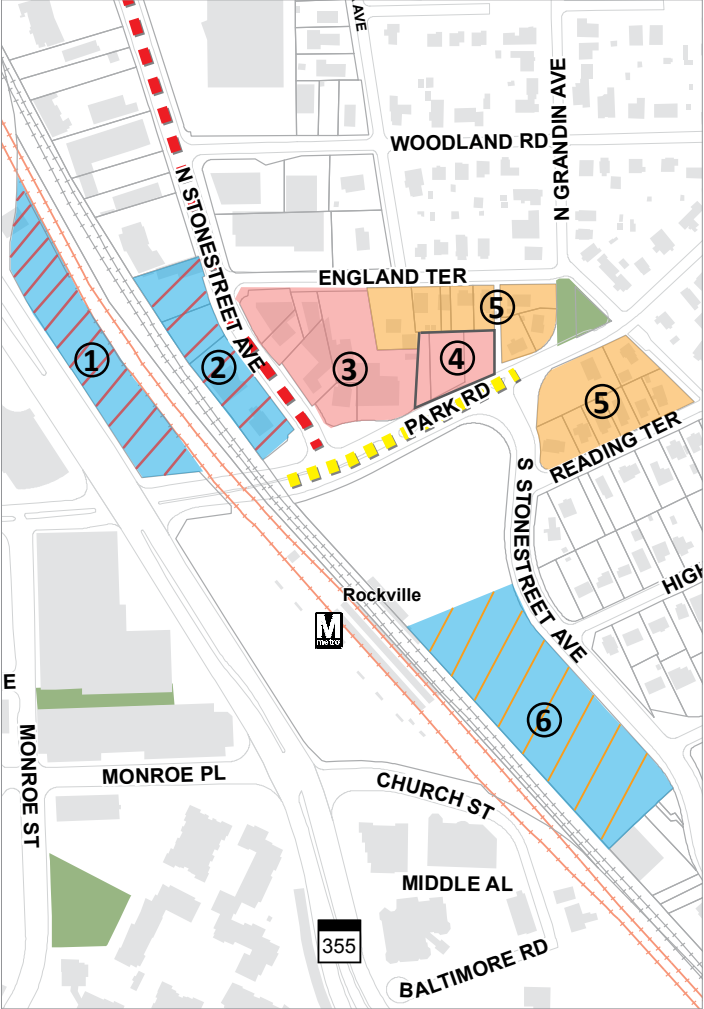 AVE
WOODLAND RD
N GRANDIN AVE
N STONESTREET AVE
ENGLAND TER
5
1
2
3
4
PARK RD
5
READING TER
S STONESTREET AVE
HIGH
Rockville
M
metro
E
6
MONROE ST
MONROE PL
CHURCH ST
MIDDLE AL
355
BALTIMORE RD